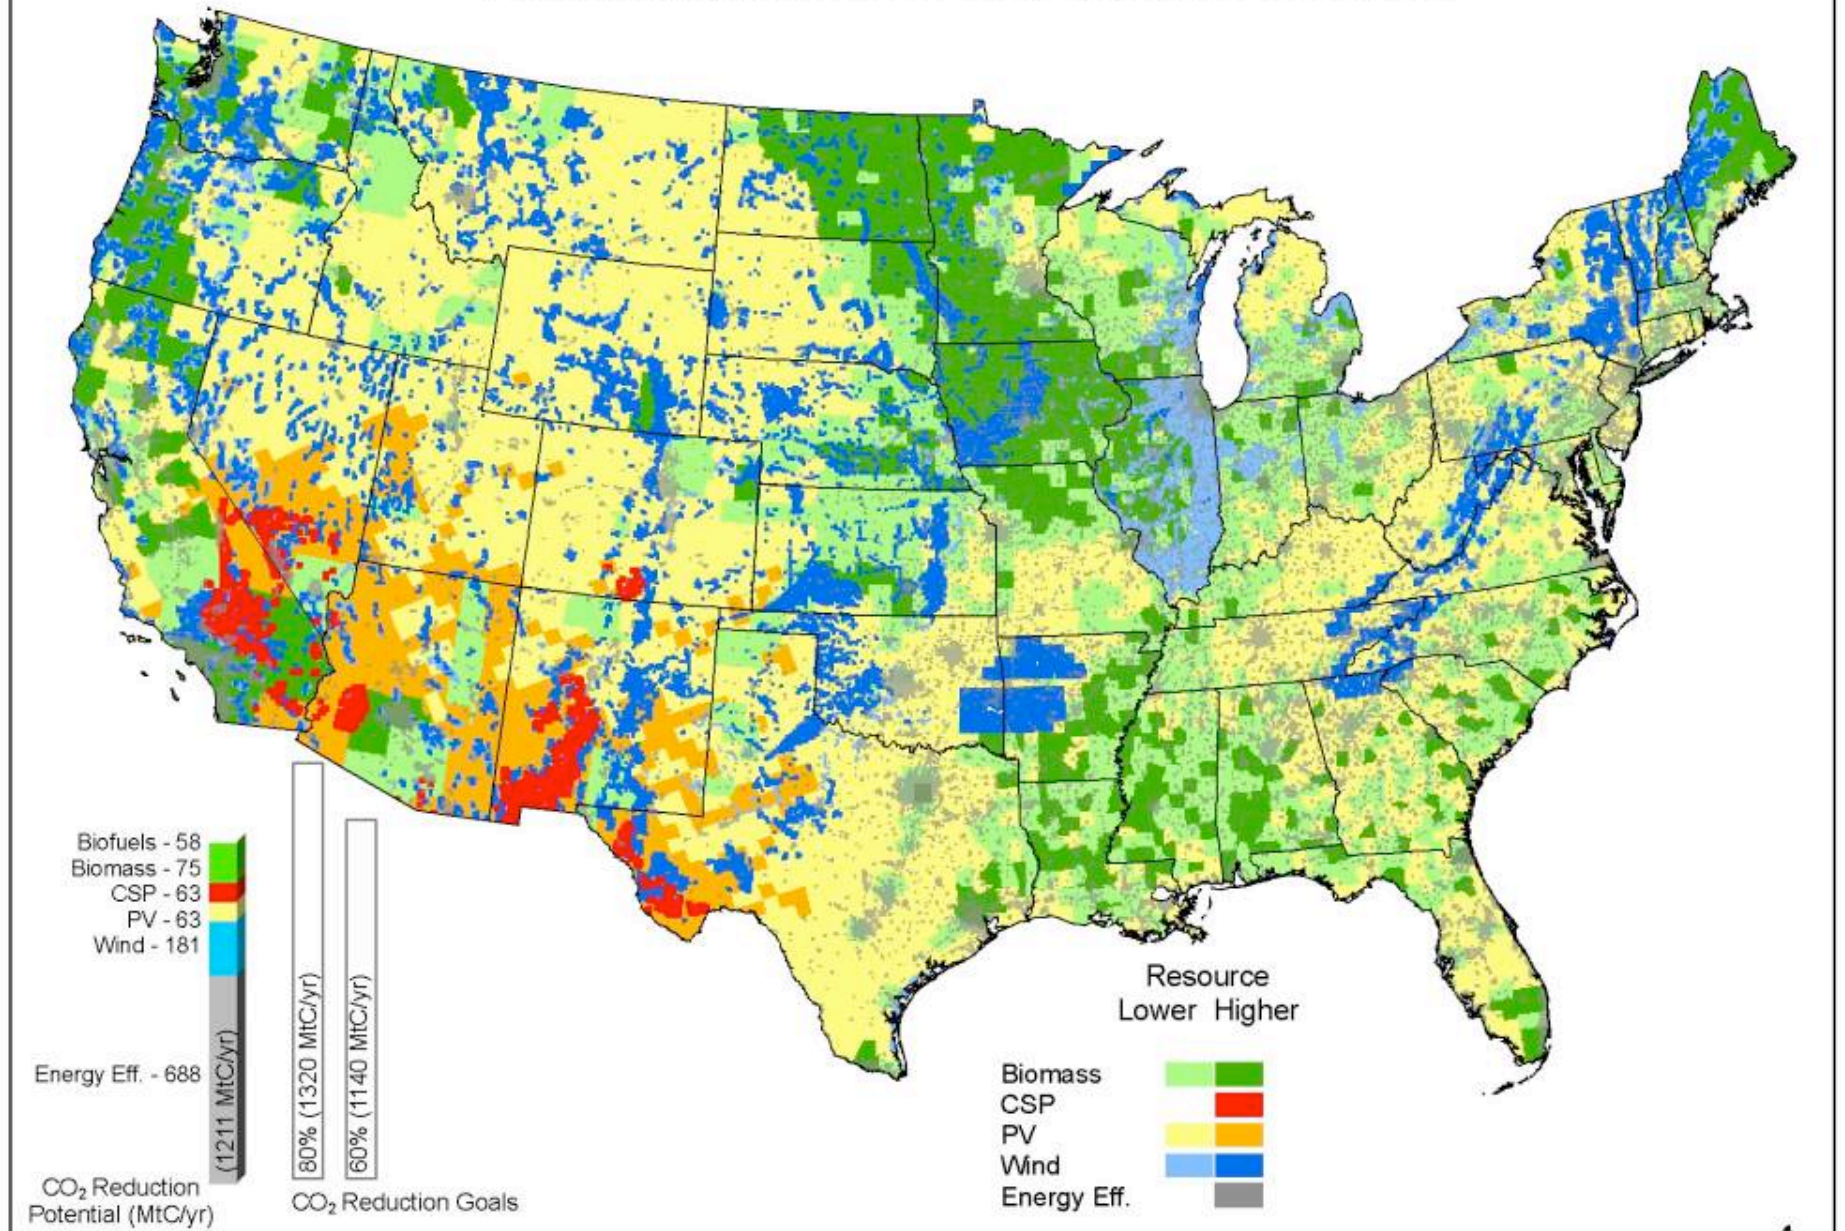 Biofuels - 58
Biomass - 75
CSP - 63
PV - 63
Wind - 181
Energy Eff. - 688
(1211 MtC/yr)
CO₂ Reduction
Potential (MtC/yr)
80% (1320 MtC/yr)
60% (1140 MtC/yr)
CO₂ Reduction Goals
Resource
Lower Higher
Biomass
CSP
PV
Wind
Energy Eff.